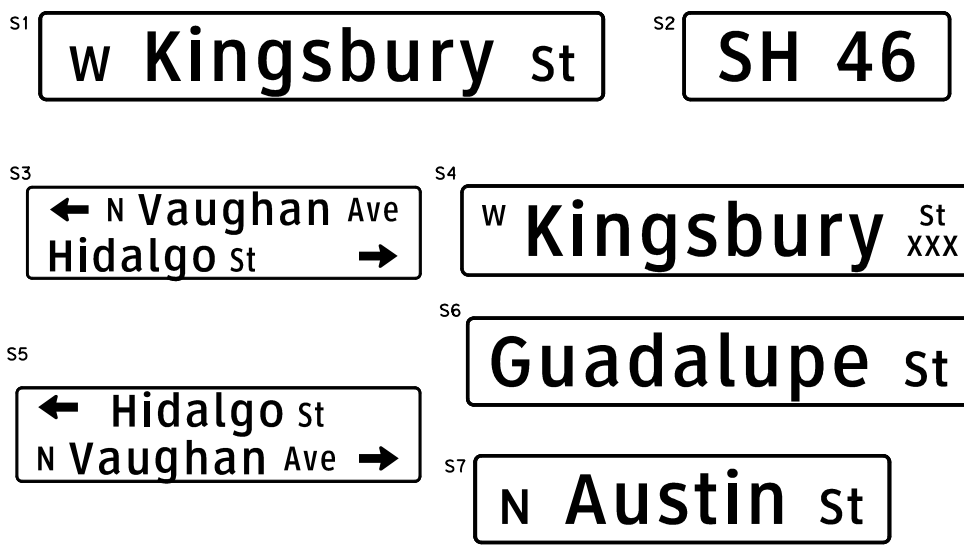 S1
W Kingsbury St
S2
SH 46
S3
← N Vaughan Ave
Hidalgo St →
S4
W Kingsbury St
XXX
S5
← Hidalgo St
N Vaughan Ave →
S6
Guadalupe St
S7
N Austin St